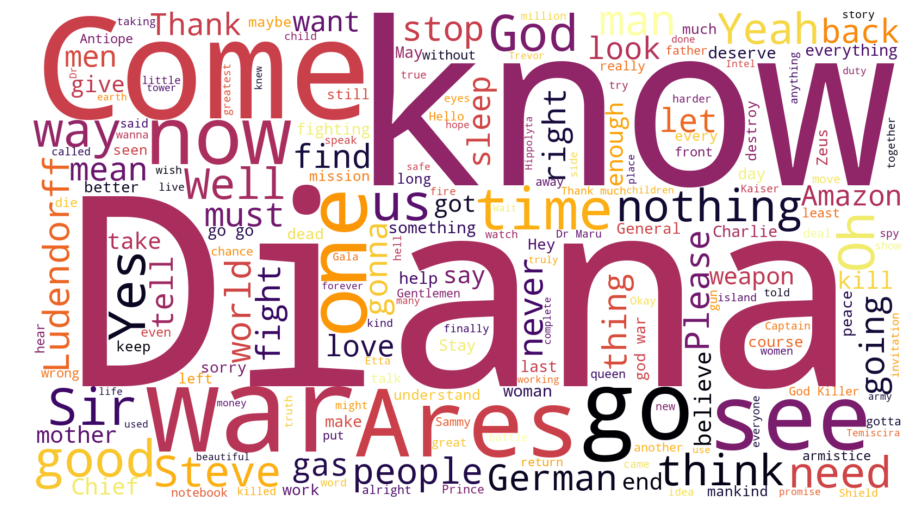 taking
Thank
maybe
want
stop
God
man
million
much
Yeah
back
story
Antiope
child
Come
know
look
done
father
deserve
everything
men
Dr
little
tower
greatest
knew
May
without
Intel
give
earth
still
true
really
anything
duty
eyes
Hello
hope
sleep
Hippolyta
right
try
enough
harder
let
every
front
destroy
Zeus
together
way
said
wanna
seen
now
fighting
speak
find
mission
called
mean
wish
better
live
Well
long
safe
fire
away
side
place
day
move
die
Ludendorff
must
us
got
time
Thank much
children
wait
nothing
Kaiser
Amazon
least
go go
dead
one
gonna
something
hell
watch
Dr Maru
General
Charlie
deal
spy
show
Oh
Diana
take
Yes
tell
even
keep
world
chance
fight
Gala
forever
many
kind
help
say
Gentlemen
Hey
never
truly
complete
Okay
thing
god war
Please
gun
weapon
island
told
kill
peace
going
invitation
hear
wrong
sorry
left
love
finally
Stay
Etta
last
working
queen
Captain
course
women
life
used
money
truth
talk
understand
woman
believe
God Killer
army
Sir
war
might
make
put
Ares
Sammy
great
another
go
new
use
everyone
see
gotta
Temiscira
mother
good
beautiful
Steve
gas
people
return
word
German
came
end
think
armistice
need
mankind
idea
promise
Shield
Chief
notebook
killed
work
alright
Prince